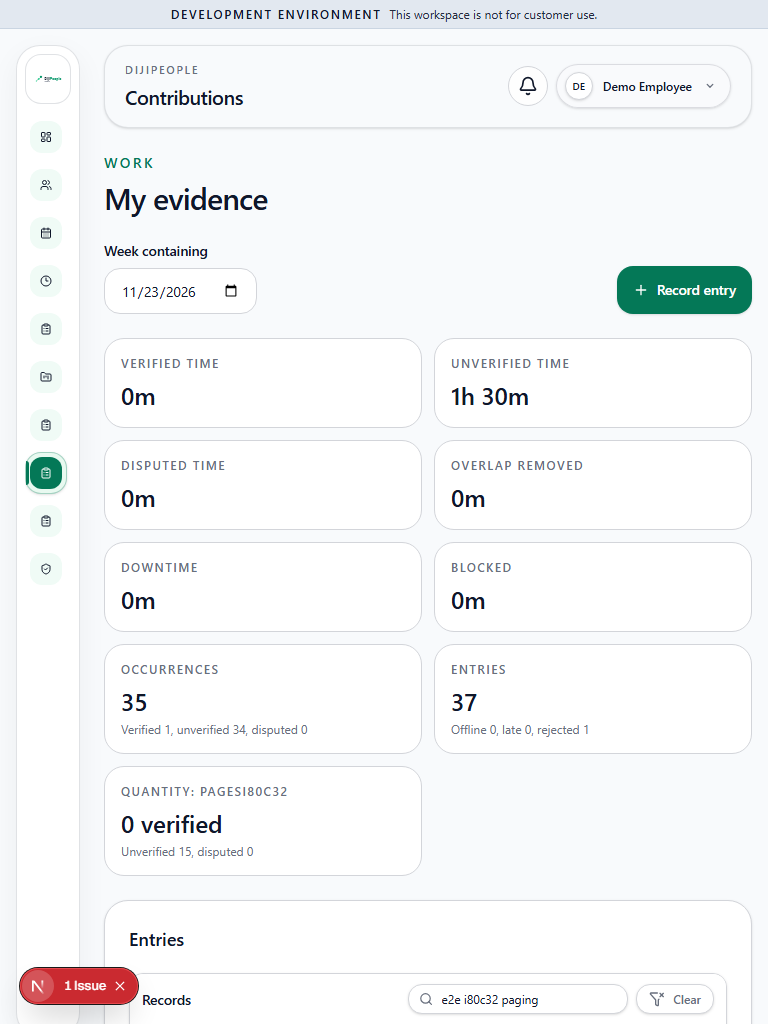 DEVELOPMENT ENVIRONMENT This workspace is not for customer use.
DIJIPEOPLE
Contributions
DE Demo Employee
WORK
My evidence
Week containing
11/23/2026
+ Record entry
VERIFIED TIME
0m
UNVERIFIED TIME
1h 30m
DISPUTED TIME
0m
OVERLAP REMOVED
0m
DOWNTIME
0m
BLOCKED
0m
OCCURRENCES
35
Verified 1, unverified 34, disputed 0
ENTRIES
37
Offline 0, late 0, rejected 1
QUANTITY: PAGESI80C32
0 verified
Unverified 15, disputed 0
Entries
Records
e2e i80c32 paging
Clear
N 1 Issue